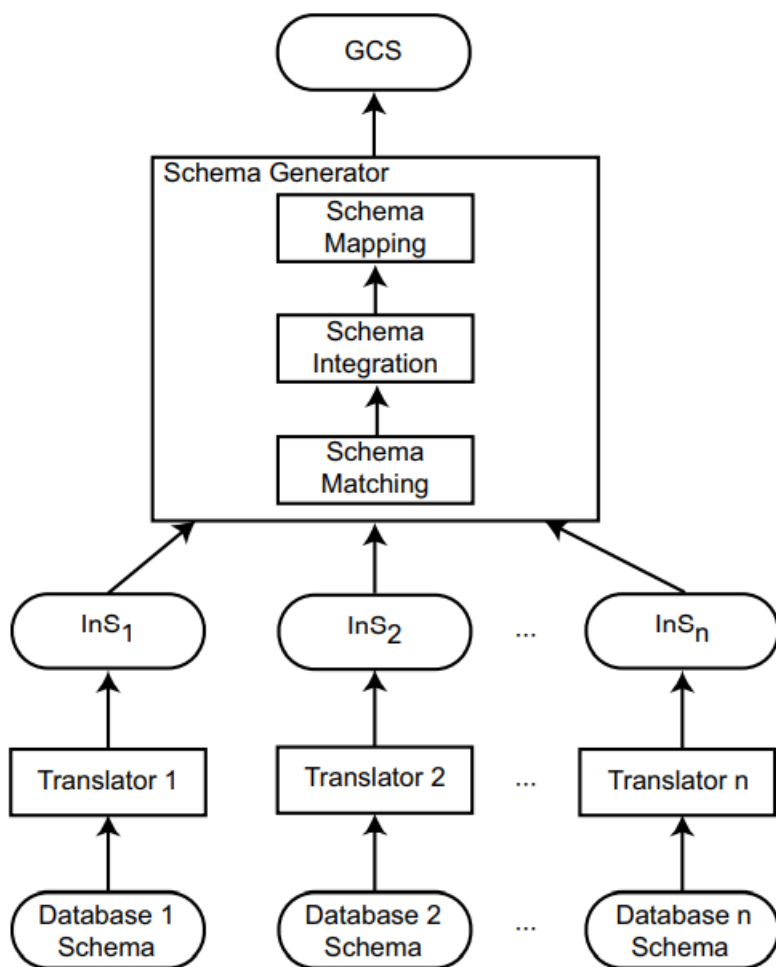 GCS
Schema Generator
Schema
Mapping
Schema
Integration
Schema
Matching
InS1
InS2
...
InSn
Translator 1
Translator 2
...
Translator n
Database 1
Schema
Database 2
Schema
...
Database n
Schema